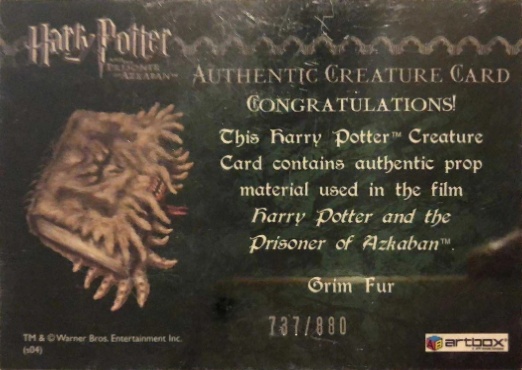 Harry Potter
AND THE
PRISONER
OF AZKABAN™
AUTHENTIC CREATURE CARD
CONGRATULATIONS!
This Harry Potter™ Creature
Card contains authentic prop
material used in the film
Harry Potter and the
Prisoner of Azkaban™.
Grim Fur
737/880
TM & © Warner Bros. Entertainment Inc.
(s04)
artbox